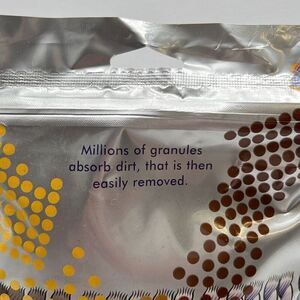 Millions of granules
absorb dirt, that is then
easily removed.